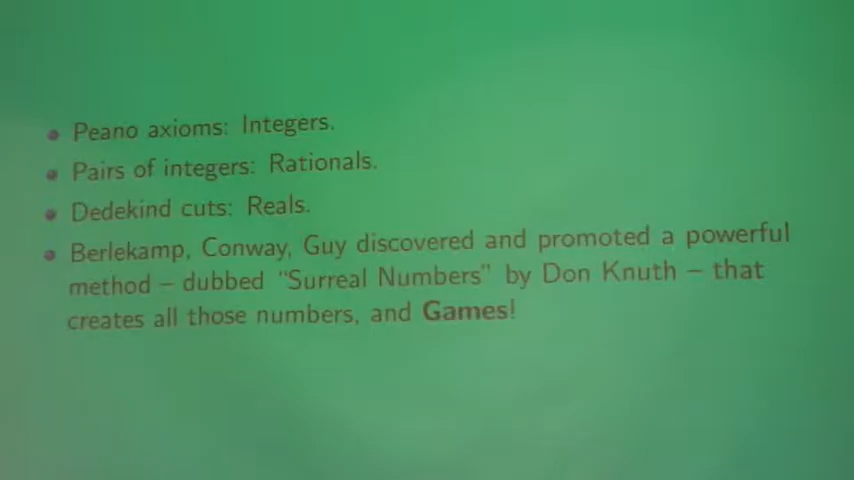 Peano axioms: Integers.
Pairs of integers: Rationals.
Dedekind cuts: Reals.
Berlekamp, Conway, Guy discovered and promoted a powerful
method – dubbed "Surreal Numbers" by Don Knuth – that
creates all those numbers, and Games!